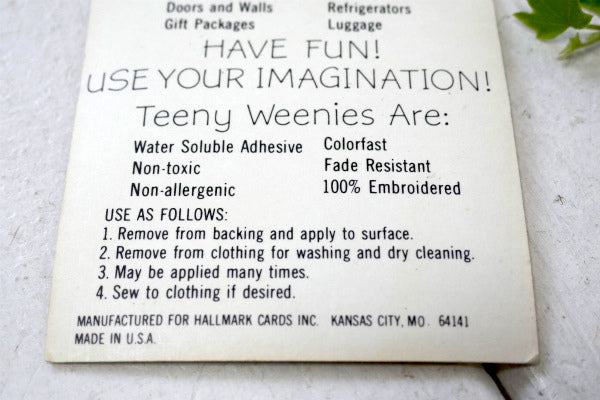 Doors and Walls Refrigerators
Gift Packages Luggage
HAVE FUN!
USE YOUR IMAGINATION!
Teeny Weenies Are:
Water Soluble Adhesive Colorfast
Non-toxic Fade Resistant
Non-allergenic 100% Embroidered
USE AS FOLLOWS:
1. Remove from backing and apply to surface.
2. Remove from clothing for washing and dry cleaning.
3. May be applied many times.
4. Sew to clothing if desired.
MANUFACTURED FOR HALLMARK CARDS INC. KANSAS CITY, MO. 64141
MADE IN U.S.A.